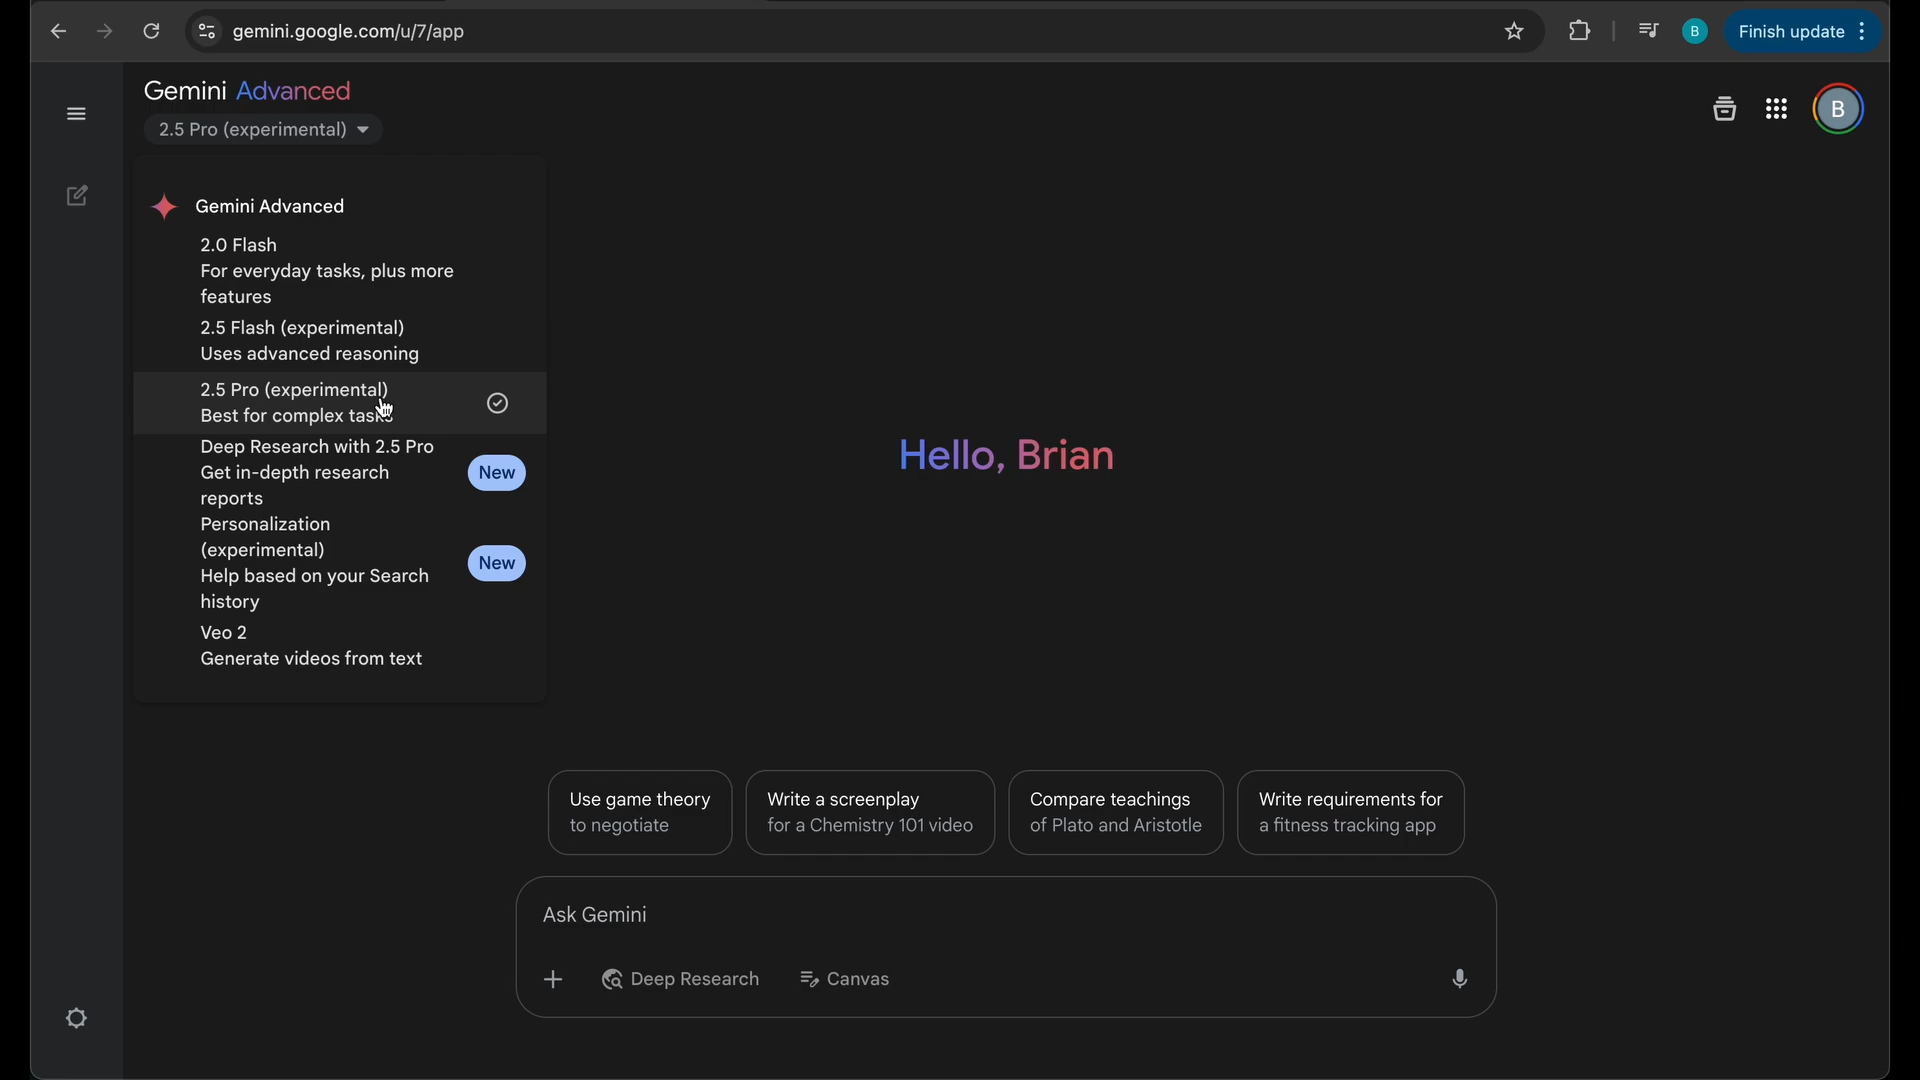 gemini.google.com/u/7/app
B
Finish update
Gemini Advanced
2.5 Pro (experimental)
B
Gemini Advanced
2.0 Flash
For everyday tasks, plus more
features
2.5 Flash (experimental)
Uses advanced reasoning
2.5 Pro (experimental)
Best for complex tasks
Deep Research with 2.5 Pro
Get in-depth research
reports
New
Personalization
(experimental)
Help based on your Search
history
New
Veo 2
Generate videos from text
Hello, Brian
Use game theory
to negotiate
Write a screenplay
for a Chemistry 101 video
Compare teachings
of Plato and Aristotle
Write requirements for
a fitness tracking app
Ask Gemini
Deep Research
Canvas